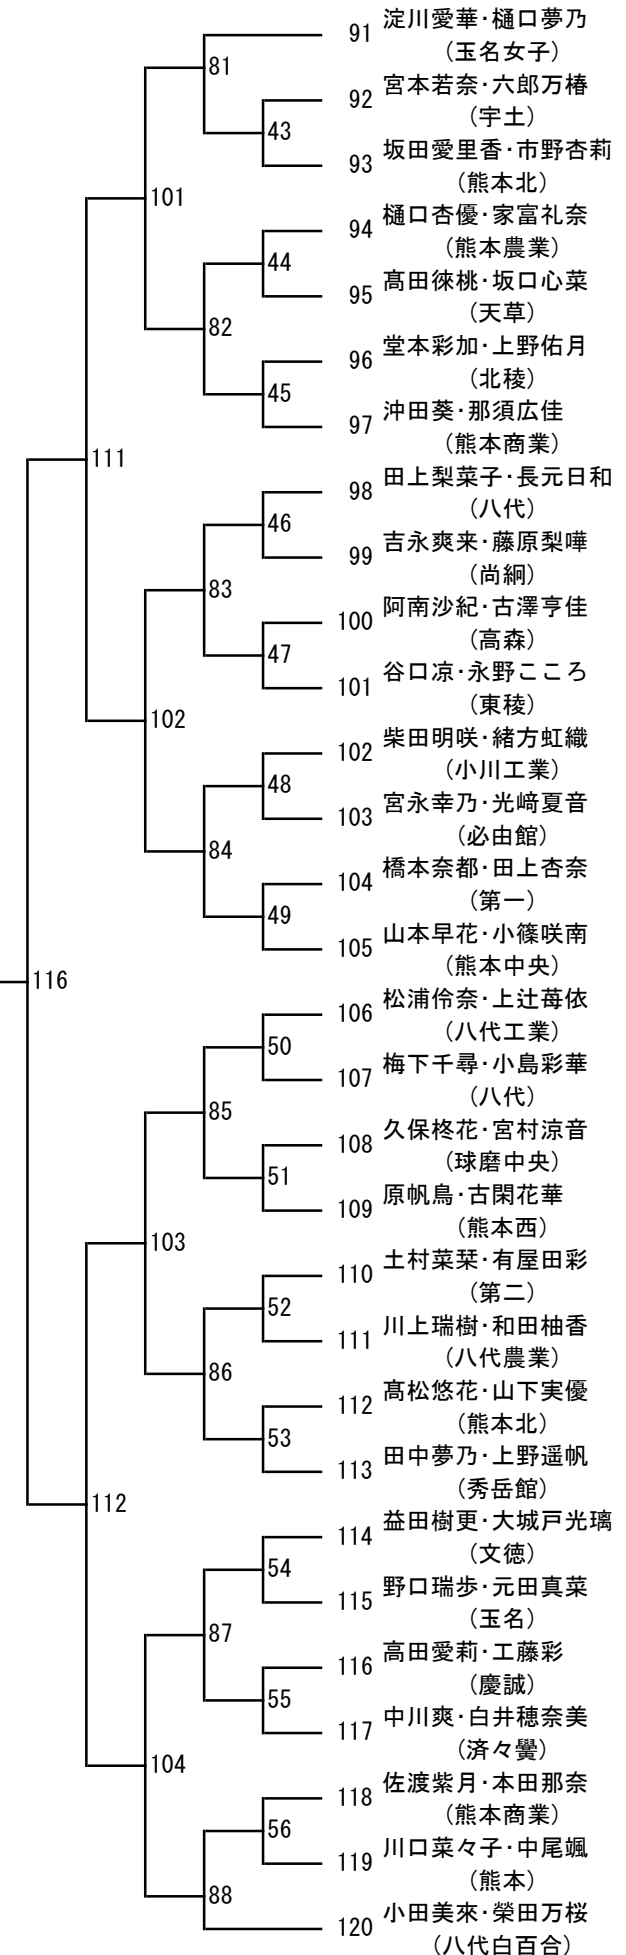 91 淀川愛華・樋口夢乃
(玉名女子)
81
92 宮本若奈・六郎万椿
(宇土)
43
93 坂田愛里香・市野杏莉
(熊本北)
101
94 樋口杏優・家富礼奈
(熊本農業)
44
95 髙田徠桃・坂口心菜
(天草)
82
96 堂本彩加・上野佑月
(北稜)
45
97 沖田葵・那須広佳
(熊本商業)
111
98 田上梨菜子・長元日和
(八代)
46
99 吉永爽来・藤原梨嘩
(尚絅)
83
100 阿南沙紀・古澤亨佳
(高森)
47
101 谷口凉・永野こころ
(東稜)
102
102 柴田明咲・緒方虹織
(小川工業)
48
103 宮永幸乃・光﨑夏音
(必由館)
84
104 橋本奈都・田上杏奈
(第一)
49
105 山本早花・小篠咲南
(熊本中央)
116
106 松浦伶奈・上辻苺依
(八代工業)
50
107 梅下千尋・小島彩華
(八代)
85
108 久保柊花・宮村涼音
(球磨中央)
51
109 原帆鳥・古閑花華
(熊本西)
103
110 土村菜栞・有屋田彩
(第二)
52
111 川上瑞樹・和田柚香
(八代農業)
86
112 髙松悠花・山下実優
(熊本北)
53
113 田中夢乃・上野遥帆
(秀岳館)
112
114 益田樹更・大城戸光璃
(文徳)
54
115 野口瑞歩・元田真菜
(玉名)
87
116 高田愛莉・工藤彩
(慶誠)
55
117 中川爽・白井穂奈美
(済々黌)
104
118 佐渡紫月・本田那奈
(熊本商業)
56
119 川口菜々子・中尾颯
(熊本)
88
120 小田美來・榮田万桜
(八代白百合)